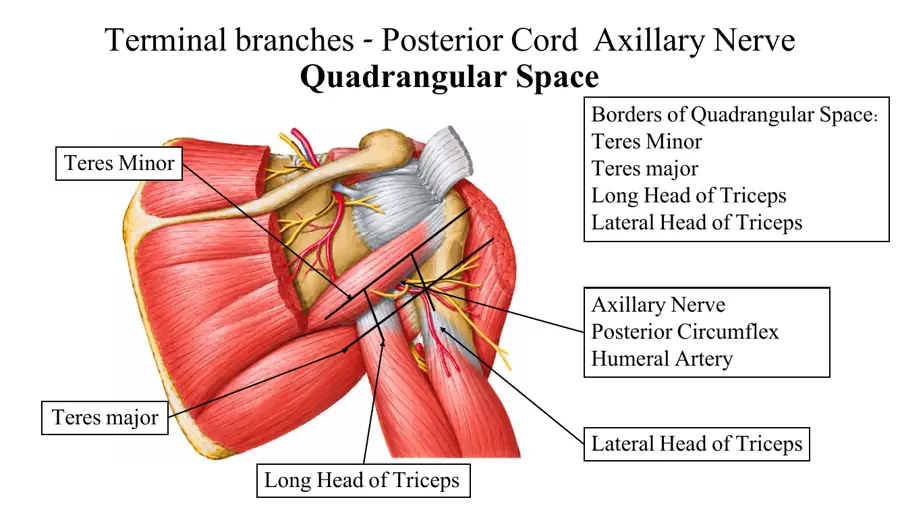 Terminal branches - Posterior Cord Axillary Nerve
Quadrangular Space
Borders of Quadrangular Space:
Teres Minor
Teres major
Long Head of Triceps
Lateral Head of Triceps
Teres Minor
Axillary Nerve
Posterior Circumflex
Humeral Artery
Teres major
Lateral Head of Triceps
Long Head of Triceps